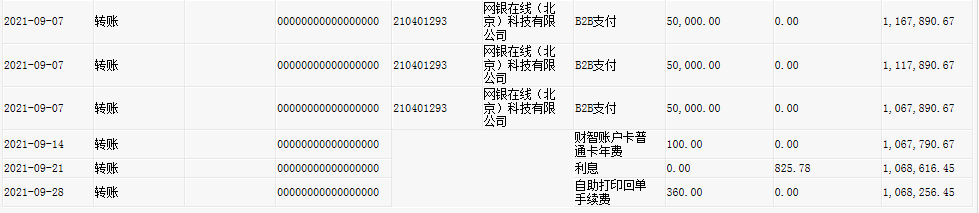 2021-09-07 转账 00000000000000000 210401293 网银在线（北京）科技有限公司 B2B支付 50,000.00 0.00 1,167,890.67
2021-09-07 转账 00000000000000000 210401293 网银在线（北京）科技有限公司 B2B支付 50,000.00 0.00 1,117,890.67
2021-09-07 转账 00000000000000000 210401293 网银在线（北京）科技有限公司 B2B支付 50,000.00 0.00 1,067,890.67
2021-09-14 转账 00000000000000000 财智账户卡普通卡年费 100.00 0.00 1,067,790.67
2021-09-21 转账 00000000000000000 利息 0.00 825.78 1,068,616.45
2021-09-28 转账 00000000000000000 自助打印回单手续费 360.00 0.00 1,068,256.45